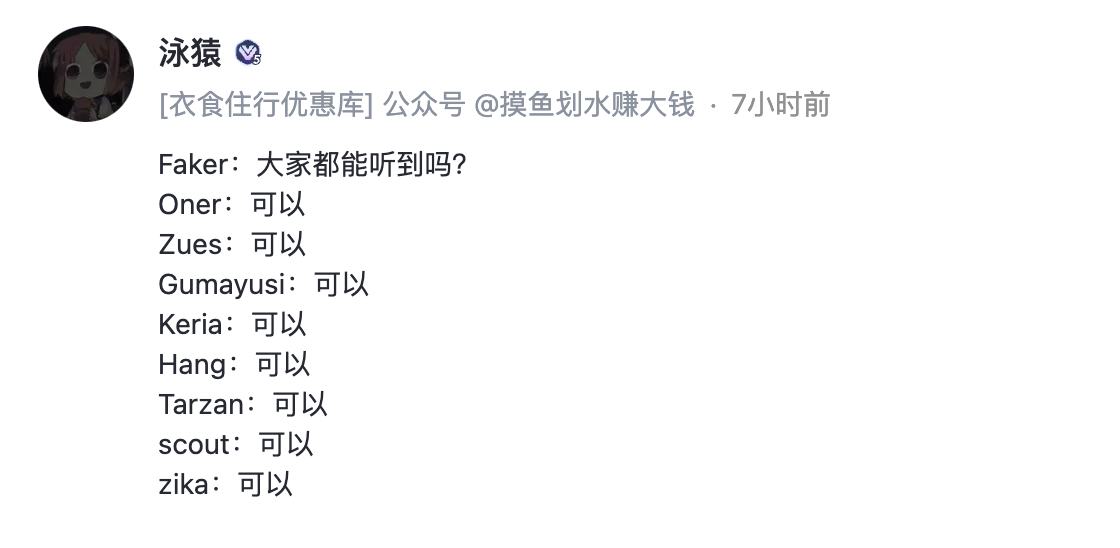 泳猿
[衣食住行优惠库] 公众号 @摸鱼划水赚大钱 · 7小时前
Faker：大家都能听到吗?
Oner：可以
Zues：可以
Gumayusi：可以
Keria：可以
Hang：可以
Tarzan：可以
scout：可以
zika：可以